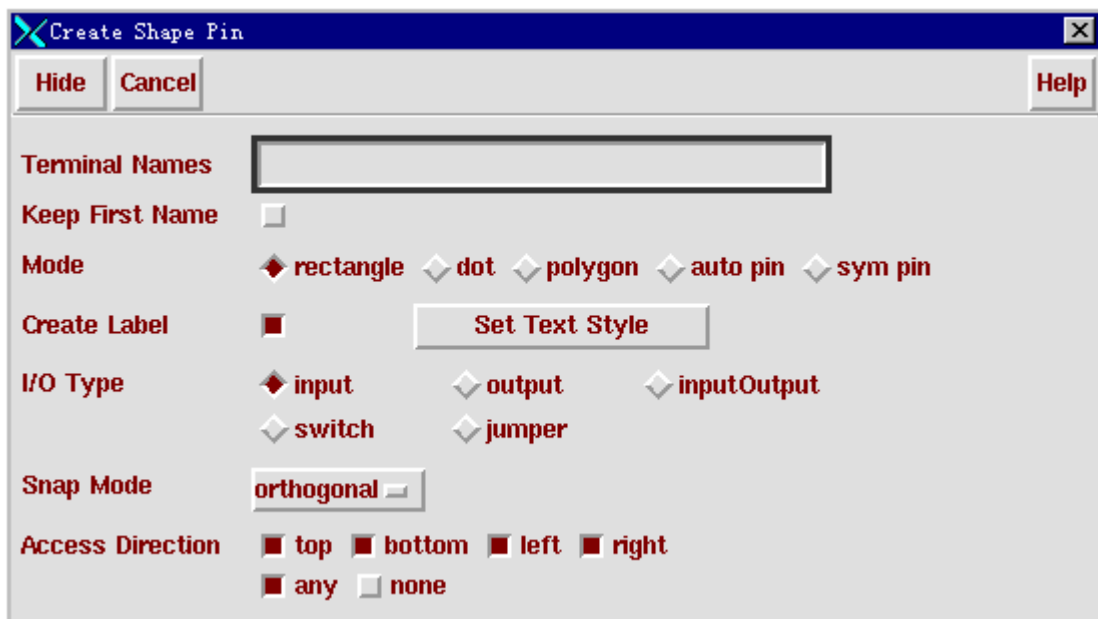 Create Shape Pin
Hide Cancel Help
Terminal Names
Keep First Name
Mode rectangle dot polygon auto pin sym pin
Create Label Set Text Style
I/O Type input output inputOutput
switch jumper
Snap Mode orthogonal
Access Direction top bottom left right
any none